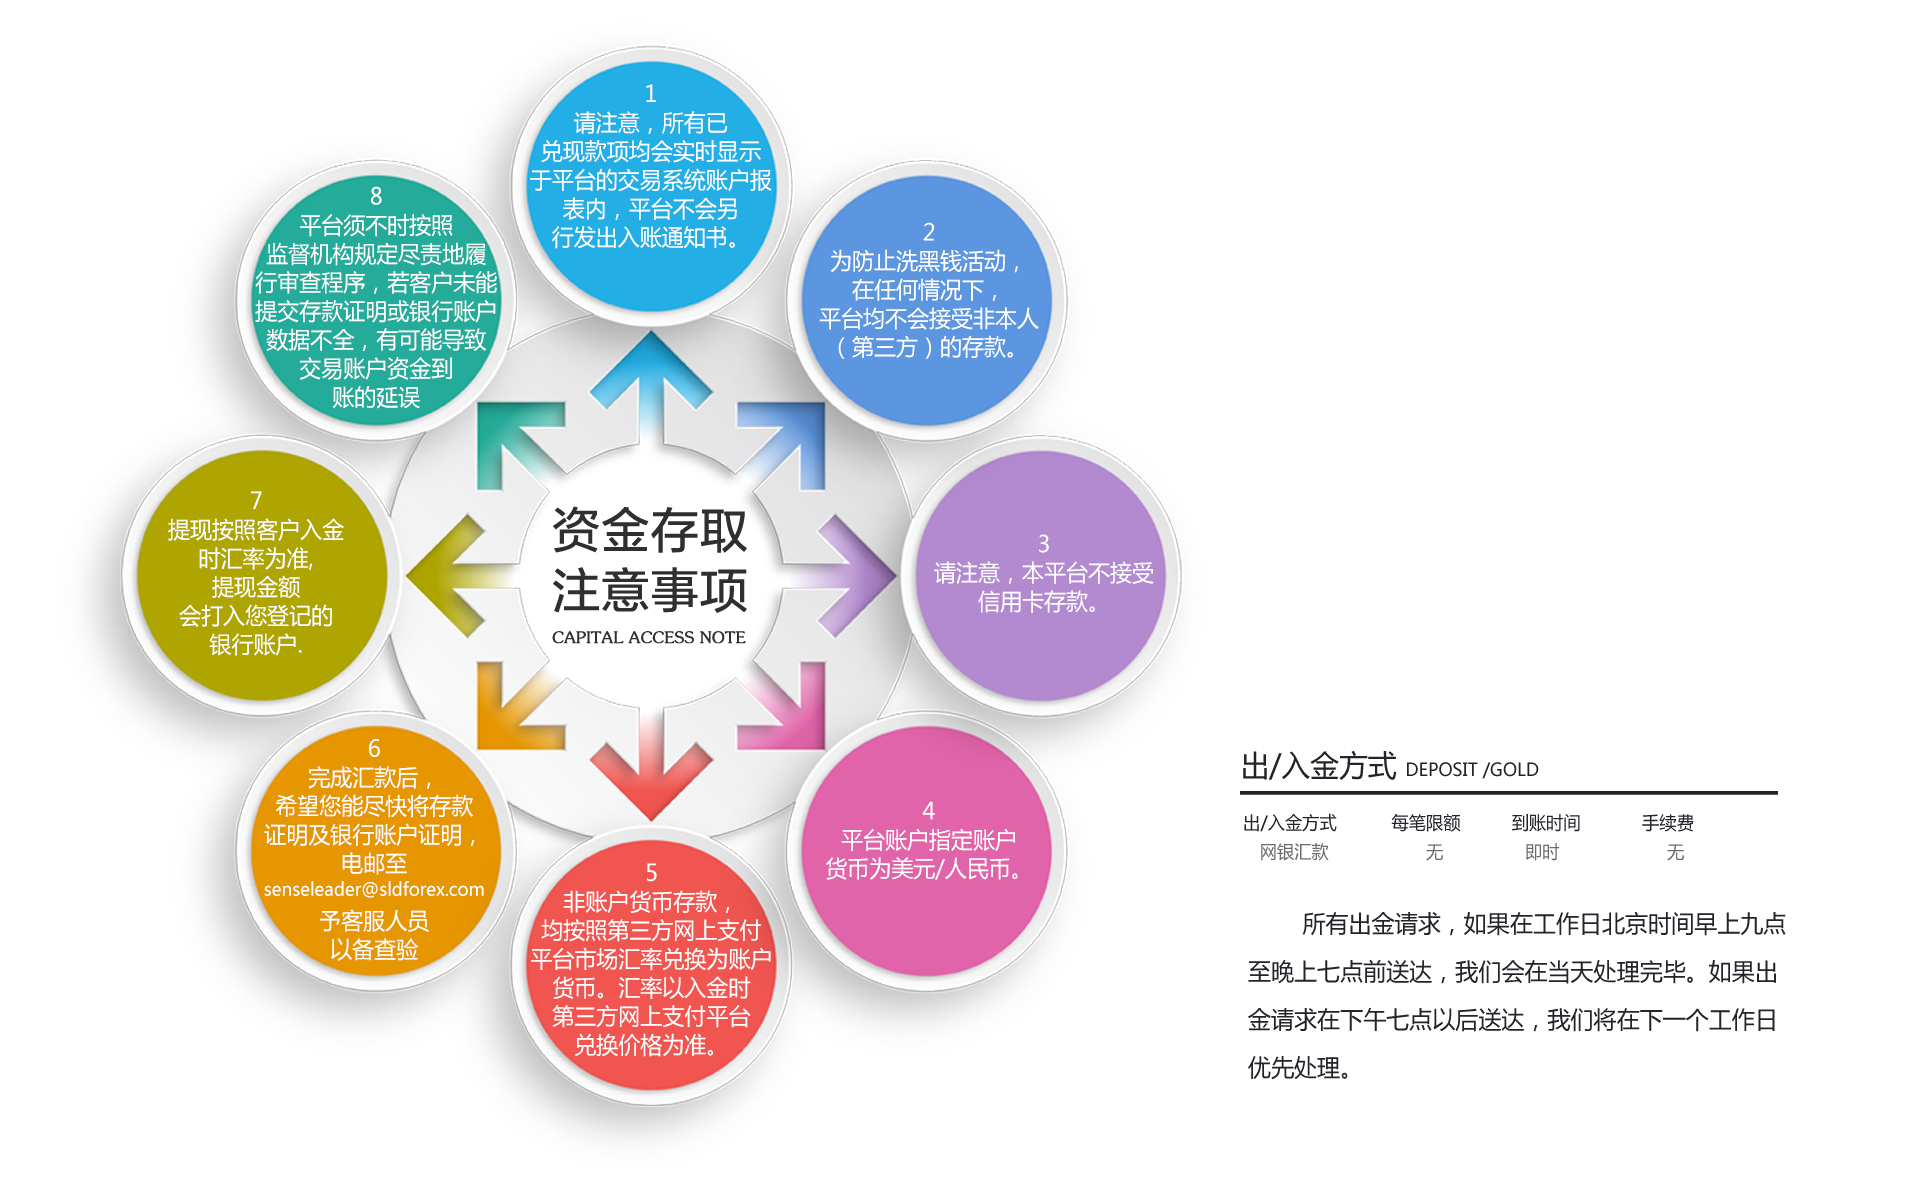 资金存取
注意事项
CAPITAL ACCESS NOTE
1
请注意，所有已
兑现款项均会实时显示
于平台的交易系统账户报
表内，平台不会另
行发出入账通知书。
2
为防止洗黑钱活动，
在任何情况下，
平台均不会接受非本人
（第三方）的存款。
3
请注意，本平台不接受
信用卡存款。
4
平台账户指定账户
货币为美元/人民币。
5
非账户货币存款，
均按照第三方网上支付
平台市场汇率兑换为账户
货币。汇率以入金时
第三方网上支付平台
兑换价格为准。
6
完成汇款后，
希望您能尽快将存款
证明及银行账户证明，
电邮至
senseleader@sldforex.com
予客服人员
以备查验
7
提现按照客户入金
时汇率为准,
提现金额
会打入您登记的
银行账户.
8
平台须不时按照
监督机构规定尽责地履
行审查程序，若客户未能
提交存款证明或银行账户
数据不全，有可能导致
交易账户资金到
账的延误
出/入金方式 DEPOSIT /GOLD
出/入金方式 每笔限额 到账时间 手续费
网银汇款 无 即时 无
所有出金请求，如果在工作日北京时间早上九点
至晚上七点前送达，我们会在当天处理完毕。如果出
金请求在下午七点以后送达，我们将在下一个工作日
优先处理。